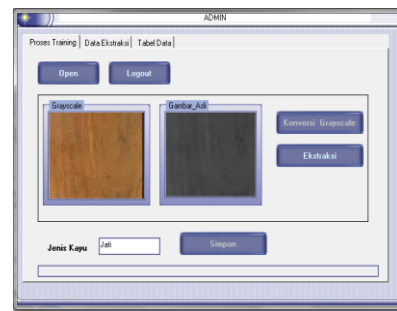 ADMIN
Proses Training Data Ekstraksi Tabel Data
Open Logout
Grayscale Gambar_Asli
Konversi Grayscale
Ekstraksi
Jenis Kayu Jati Simpan